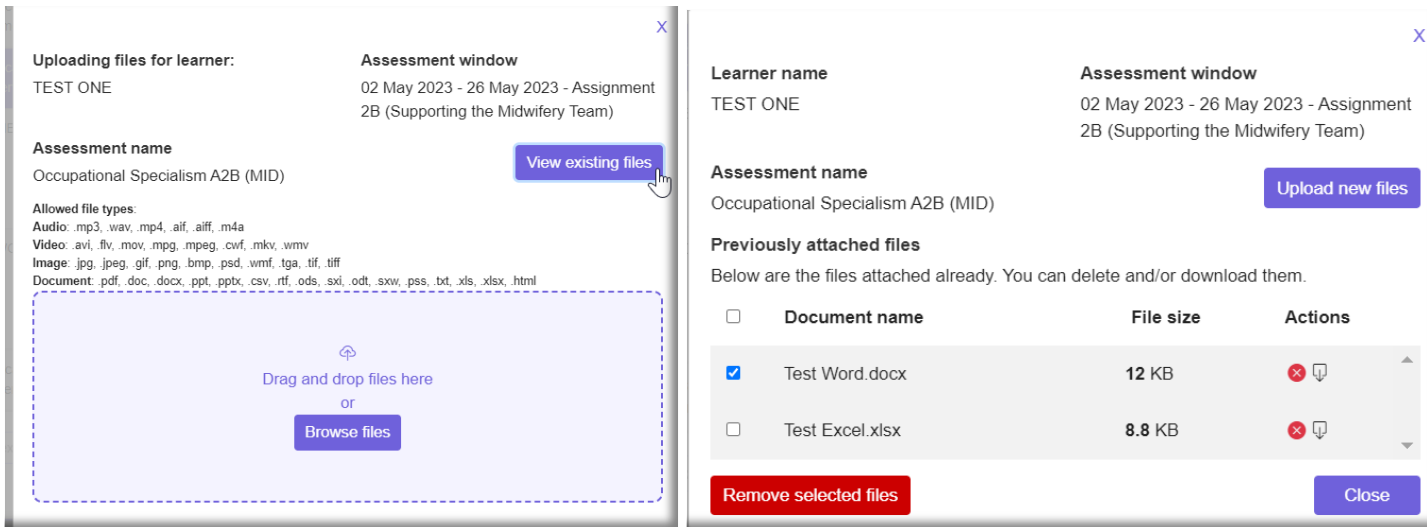 X
Uploading files for learner:
TEST ONE
Assessment window
02 May 2023 - 26 May 2023 - Assignment
2B (Supporting the Midwifery Team)
Assessment name
Occupational Specialism A2B (MID)
View existing files
Allowed file types:
Audio: .mp3, .wav, .mp4, .aif, .aiff, .m4a
Video: .avi, .flv, .mov, .mpg, .mpeg, .cwf, .mkv, .wmv
Image: .jpg, .jpeg, .gif, .png, .bmp, .psd, .wmf, .tga, .tif, .tiff
Document: .pdf, .doc, .docx, .ppt, .pptx, .csv, .rtf, .ods, .sxi, .odt, .sxw, .pss, .txt, .xls, .xlsx, .html
Drag and drop files here
or
Browse files
X
Learner name
TEST ONE
Assessment window
02 May 2023 - 26 May 2023 - Assignment
2B (Supporting the Midwifery Team)
Assessment name
Occupational Specialism A2B (MID)
Upload new files
Previously attached files
Below are the files attached already. You can delete and/or download them.
Document name File size Actions
Test Word.docx 12 KB
Test Excel.xlsx 8.8 KB
Remove selected files
Close